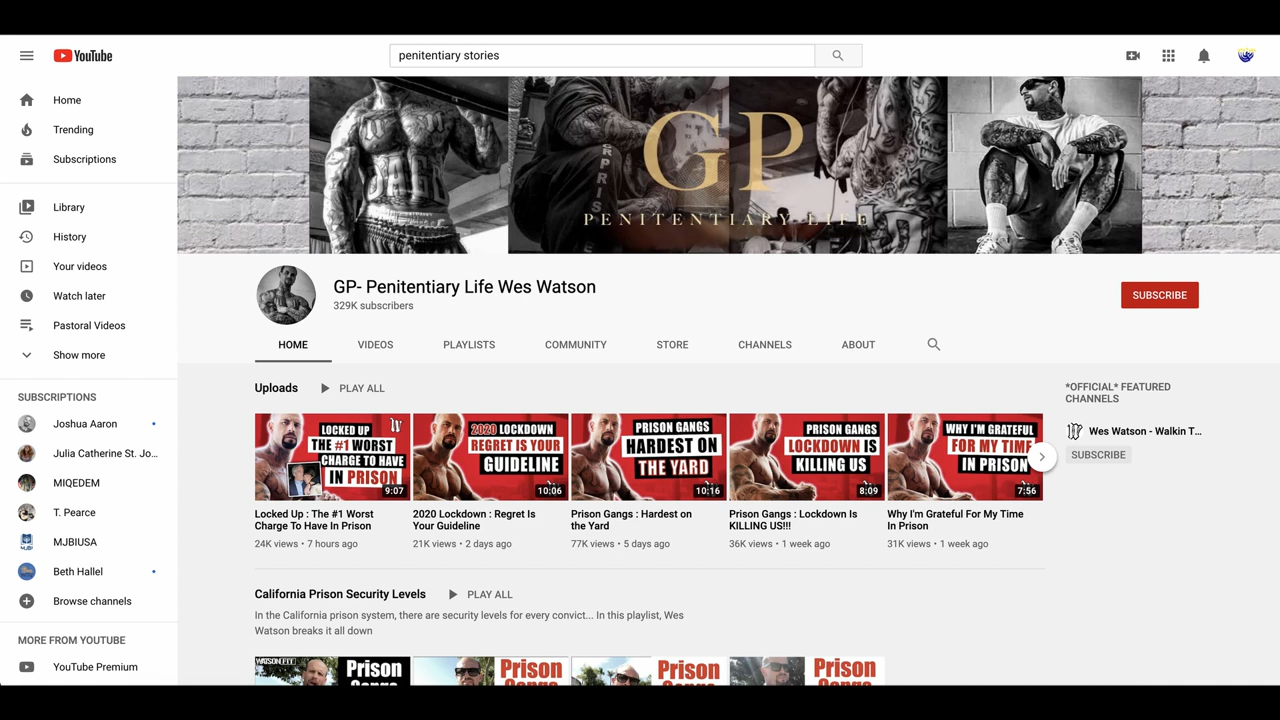 YouTube
penitentiary stories
Home
Trending
Subscriptions
Library
History
Your videos
Watch later
Pastoral Videos
Show more
SUBSCRIPTIONS
Joshua Aaron
Julia Catherine St. Jo...
MIQEDEM
T. Pearce
MJBIUSA
Beth Hallel
Browse channels
MORE FROM YOUTUBE
YouTube Premium
GP
PENITENTIARY LIFE
GP- Penitentiary Life Wes Watson
329K subscribers
SUBSCRIBE
HOME VIDEOS PLAYLISTS COMMUNITY STORE CHANNELS ABOUT
Uploads PLAY ALL
LOCKED UP
THE #1 WORST
CHARGE TO HAVE
IN PRISON
9:07
Locked Up : The #1 Worst
Charge To Have In Prison
24K views • 7 hours ago
2020 LOCKDOWN
REGRET IS YOUR
GUIDELINE
10:06
2020 Lockdown : Regret Is
Your Guideline
21K views • 2 days ago
PRISON GANGS
HARDEST ON
THE YARD
10:16
Prison Gangs : Hardest on
the Yard
77K views • 5 days ago
PRISON GANGS
LOCKDOWN IS
KILLING US
8:09
Prison Gangs : Lockdown Is
KILLING US!!!
36K views • 1 week ago
WHY I'M GRATEFUL
FOR MY TIME
IN PRISON
7:56
Why I'm Grateful For My Time
In Prison
31K views • 1 week ago
*OFFICIAL* FEATURED
CHANNELS
Wes Watson - Walkin T...
SUBSCRIBE
California Prison Security Levels PLAY ALL
In the California prison system, there are security levels for every convict... In this playlist, Wes
Watson breaks it all down
WATSON FIT
Prison
Gangs
Prison
Gangs
Prison
Gangs
Prison
Gangs